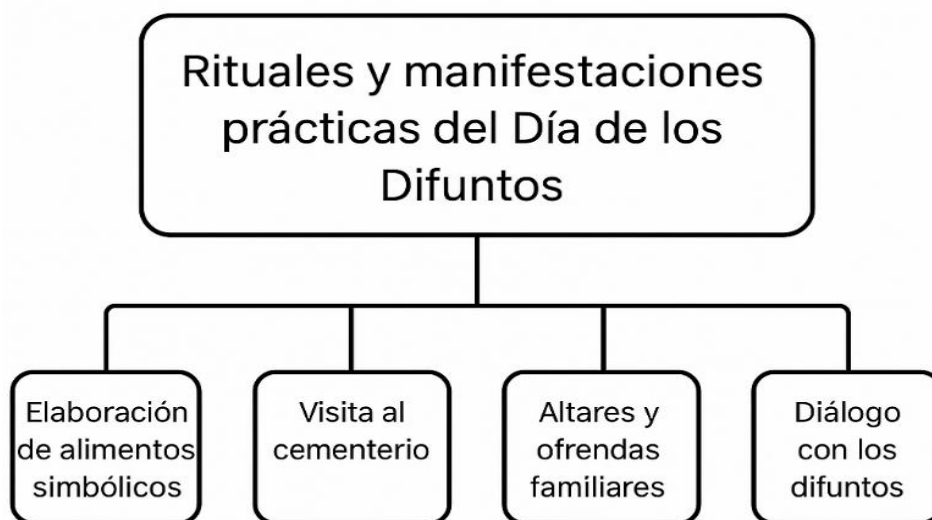 Rituales y manifestaciones
prácticas del Día de los
Difuntos
Elaboración
de alimentos
simbólicos
Visita al
cementerio
Altares y
ofrendas
familiares
Diálogo
con los
difuntos